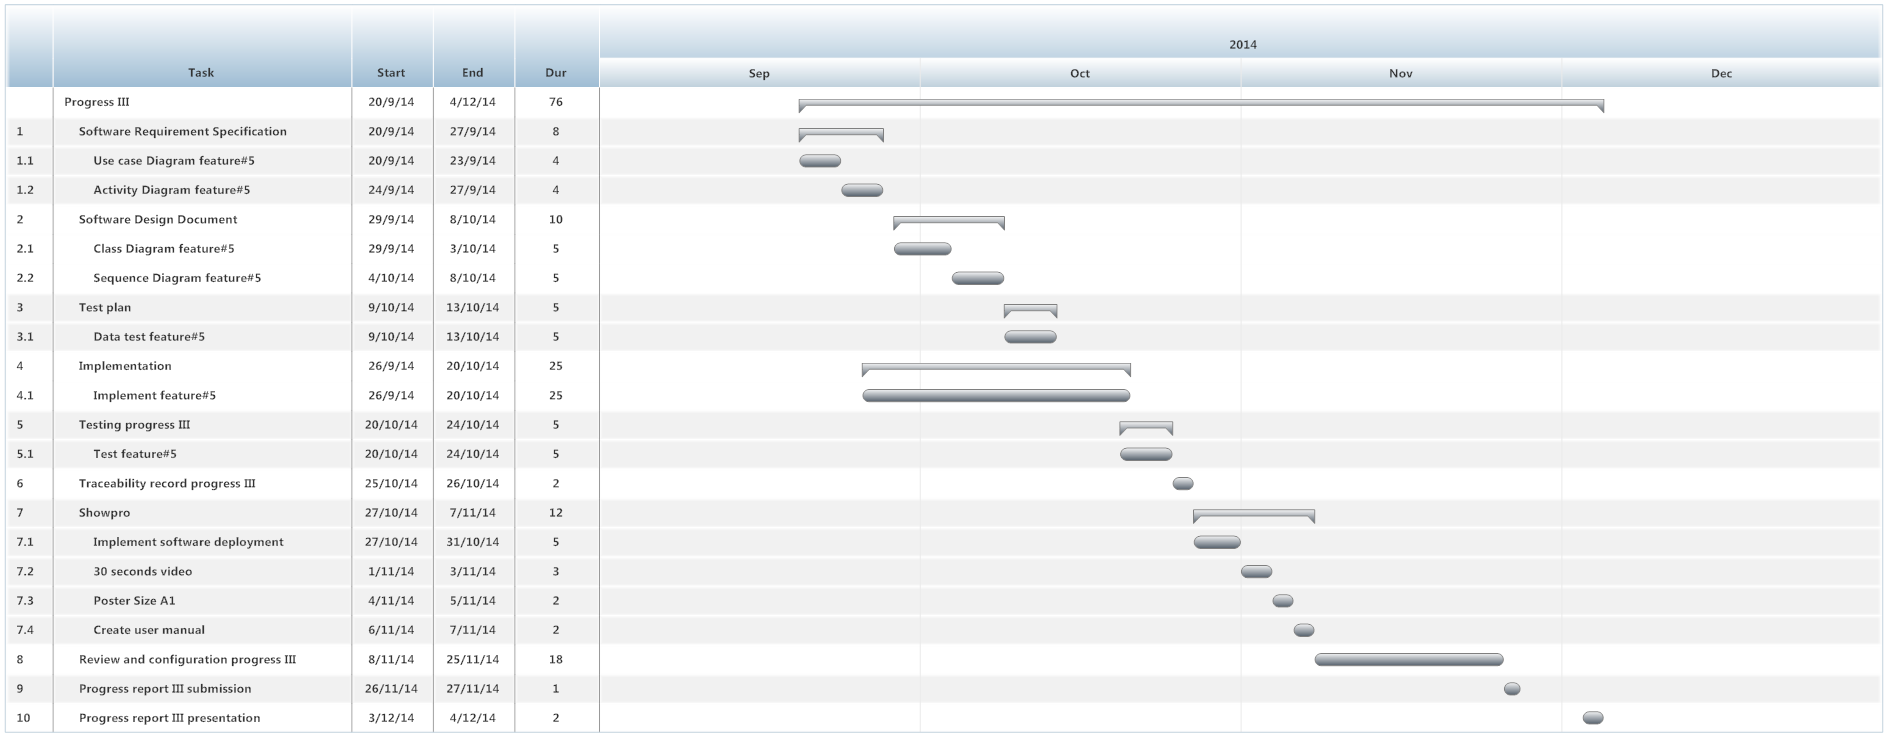 2014
Task Start End Dur Sep Oct Nov Dec
Progress III 20/9/14 4/12/14 76
1 Software Requirement Specification 20/9/14 27/9/14 8
1.1 Use case Diagram feature#5 20/9/14 23/9/14 4
1.2 Activity Diagram feature#5 24/9/14 27/9/14 4
2 Software Design Document 29/9/14 8/10/14 10
2.1 Class Diagram feature#5 29/9/14 3/10/14 5
2.2 Sequence Diagram feature#5 4/10/14 8/10/14 5
3 Test plan 9/10/14 13/10/14 5
3.1 Data test feature#5 9/10/14 13/10/14 5
4 Implementation 26/9/14 20/10/14 25
4.1 Implement feature#5 26/9/14 20/10/14 25
5 Testing progress III 20/10/14 24/10/14 5
5.1 Test feature#5 20/10/14 24/10/14 5
6 Traceability record progress III 25/10/14 26/10/14 2
7 Showpro 27/10/14 7/11/14 12
7.1 Implement software deployment 27/10/14 31/10/14 5
7.2 30 seconds video 1/11/14 3/11/14 3
7.3 Poster Size A1 4/11/14 5/11/14 2
7.4 Create user manual 6/11/14 7/11/14 2
8 Review and configuration progress III 8/11/14 25/11/14 18
9 Progress report III submission 26/11/14 27/11/14 1
10 Progress report III presentation 3/12/14 4/12/14 2